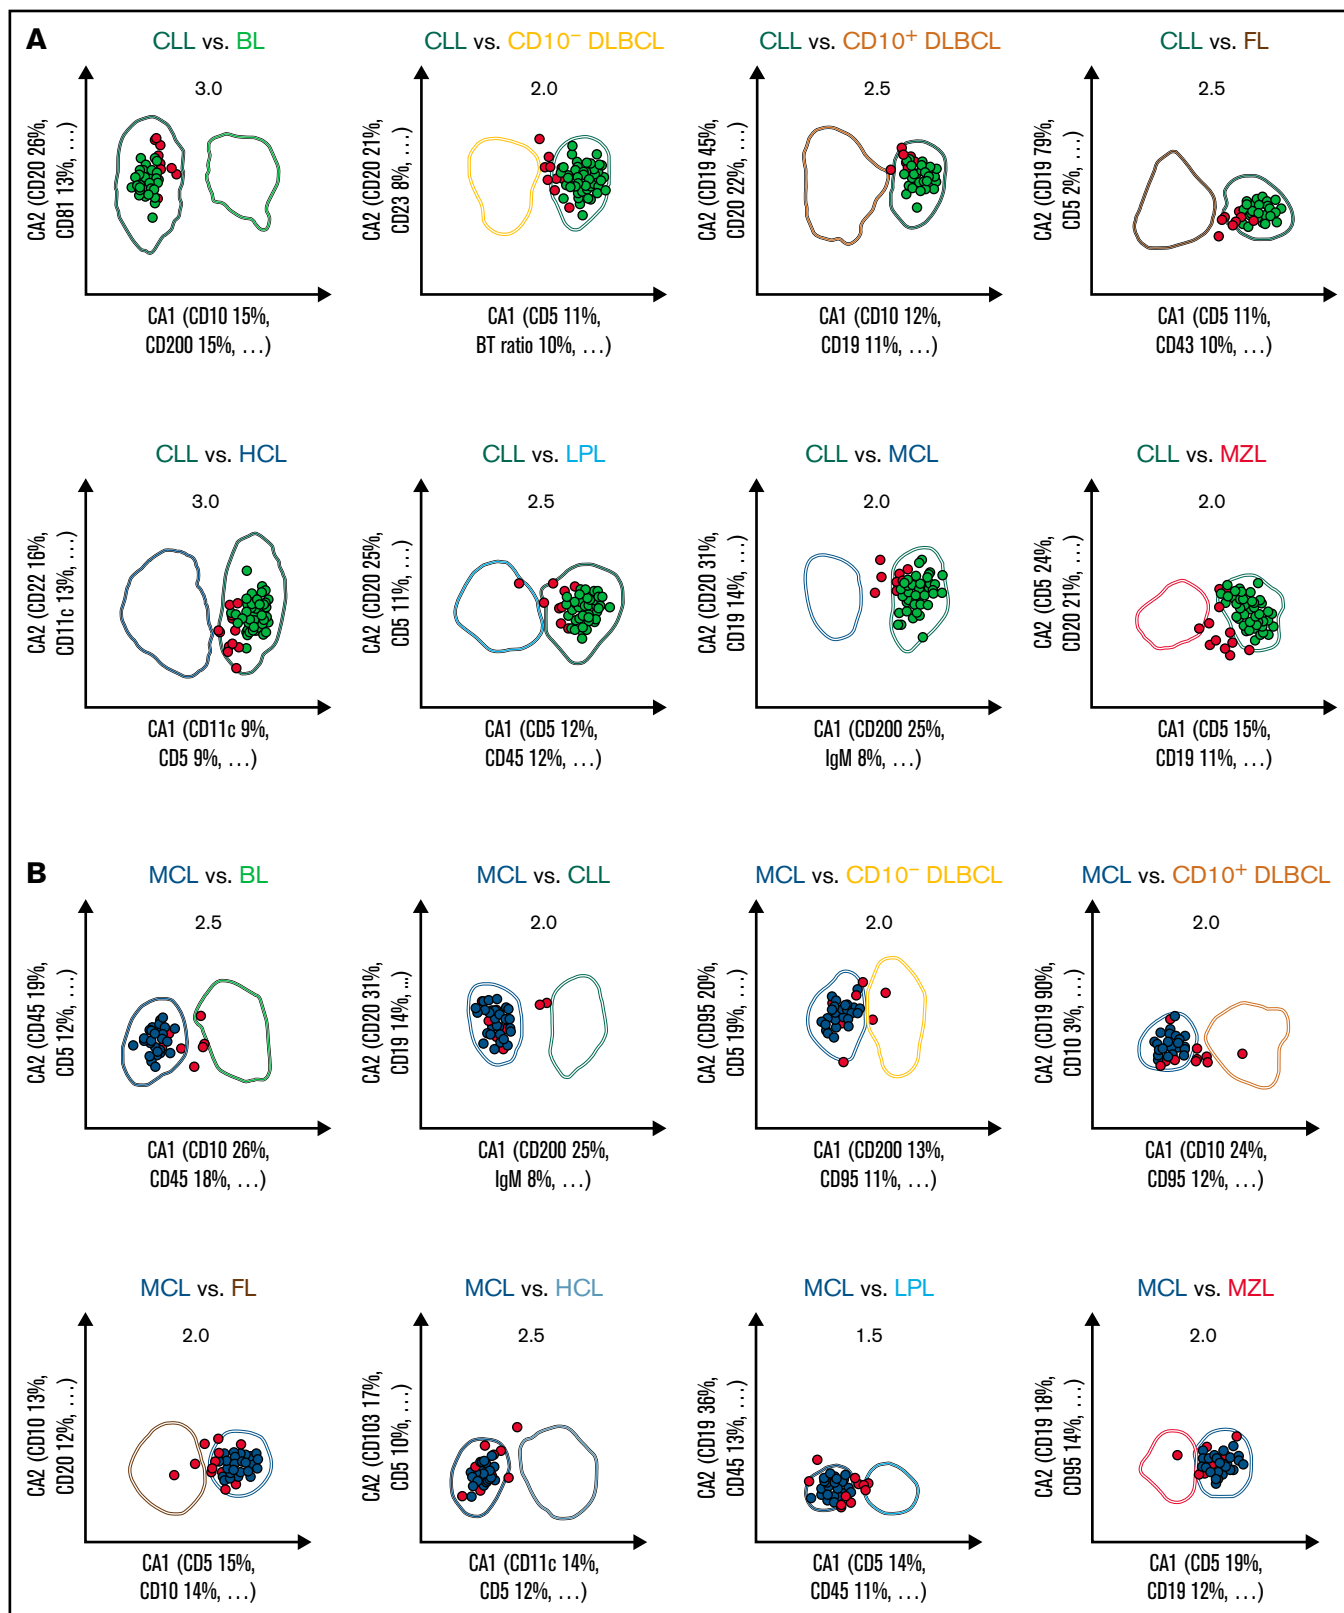 A
CLL vs. BL
3.0
CA2 (CD20 26%,
CD81 13%, ...)
CA1 (CD10 15%,
CD200 15%, ...)
CLL vs. CD10⁻ DLBCL
2.0
CA2 (CD20 21%,
CD23 8%, ...)
CA1 (CD5 11%,
BT ratio 10%, ...)
CLL vs. CD10⁺ DLBCL
2.5
CA2 (CD19 45%,
CD20 22%, ...)
CA1 (CD10 12%,
CD19 11%, ...)
CLL vs. FL
2.5
CA2 (CD19 79%,
CD5 2%, ...)
CA1 (CD5 11%,
CD43 10%, ...)
CLL vs. HCL
3.0
CA2 (CD22 16%,
CD11c 13%, ...)
CA1 (CD11c 9%,
CD5 9%, ...)
CLL vs. LPL
2.5
CA2 (CD20 25%,
CD5 11%, ...)
CA1 (CD5 12%,
CD45 12%, ...)
CLL vs. MCL
2.0
CA2 (CD20 31%,
CD19 14%, ...)
CA1 (CD200 25%,
IgM 8%, ...)
CLL vs. MZL
2.0
CA2 (CD5 24%,
CD20 21%, ...)
CA1 (CD5 15%,
CD19 11%, ...)
B
MCL vs. BL
2.5
CA2 (CD45 19%,
CD5 12%, ...)
CA1 (CD10 26%,
CD45 18%, ...)
MCL vs. CLL
2.0
CA2 (CD20 31%,
CD19 14%, ...)
CA1 (CD200 25%,
IgM 8%, ...)
MCL vs. CD10⁻ DLBCL
2.0
CA2 (CD95 20%,
CD5 19%, ...)
CA1 (CD200 13%,
CD95 11%, ...)
MCL vs. CD10⁺ DLBCL
2.0
CA2 (CD19 90%,
CD10 3%, ...)
CA1 (CD10 24%,
CD95 12%, ...)
MCL vs. FL
2.0
CA2 (CD10 13%,
CD20 12%, ...)
CA1 (CD5 15%,
CD10 14%, ...)
MCL vs. HCL
2.5
CA2 (CD103 17%,
CD5 10%, ...)
CA1 (CD11c 14%,
CD5 12%, ...)
MCL vs. LPL
1.5
CA2 (CD19 36%,
CD45 13%, ...)
CA1 (CD5 14%,
CD45 11%, ...)
MCL vs. MZL
2.0
CA2 (CD19 18%,
CD95 14%, ...)
CA1 (CD5 19%,
CD19 12%, ...)